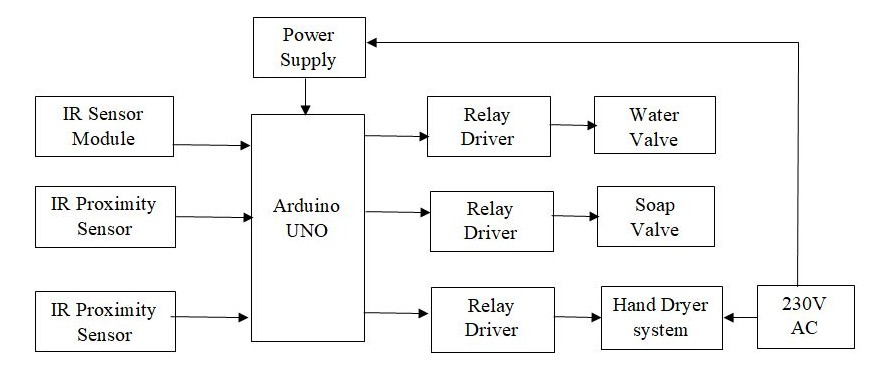 Power
Supply
IR Sensor
Module
Relay
Driver
Water
Valve
IR Proximity
Sensor
Arduino
UNO
Relay
Driver
Soap
Valve
IR Proximity
Sensor
Relay
Driver
Hand Dryer
system
230V
AC